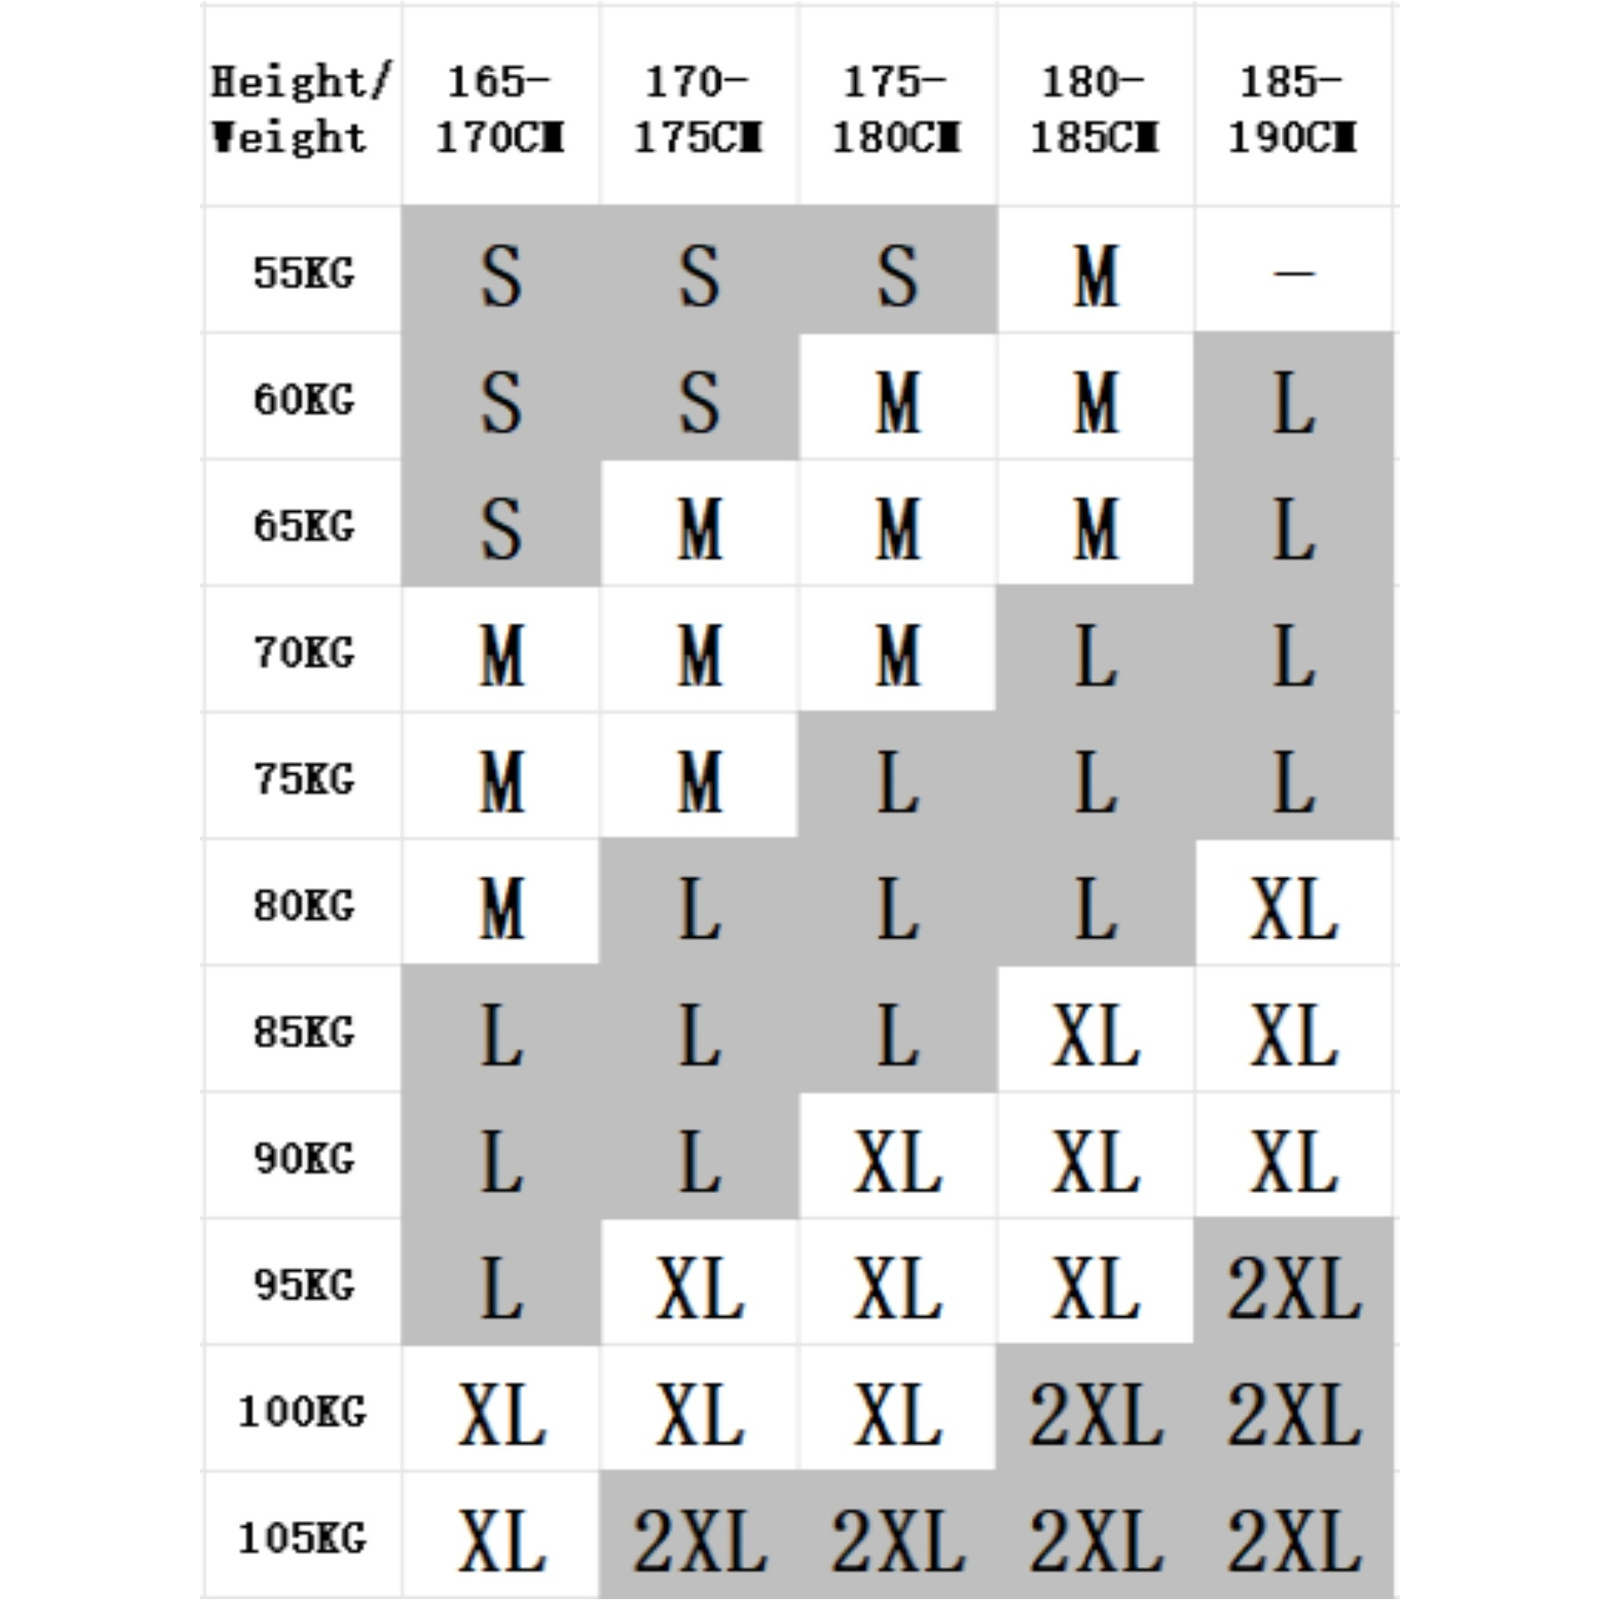 Height/ 165- 170- 175- 180- 185-
Weight 170CM 175CM 180CM 185CM 190CM
55KG S S S M —
60KG S S M M L
65KG S M M M L
70KG M M M L L
75KG M M L L L
80KG M L L L XL
85KG L L L XL XL
90KG L L XL XL XL
95KG L XL XL XL 2XL
100KG XL XL XL 2XL 2XL
105KG XL 2XL 2XL 2XL 2XL